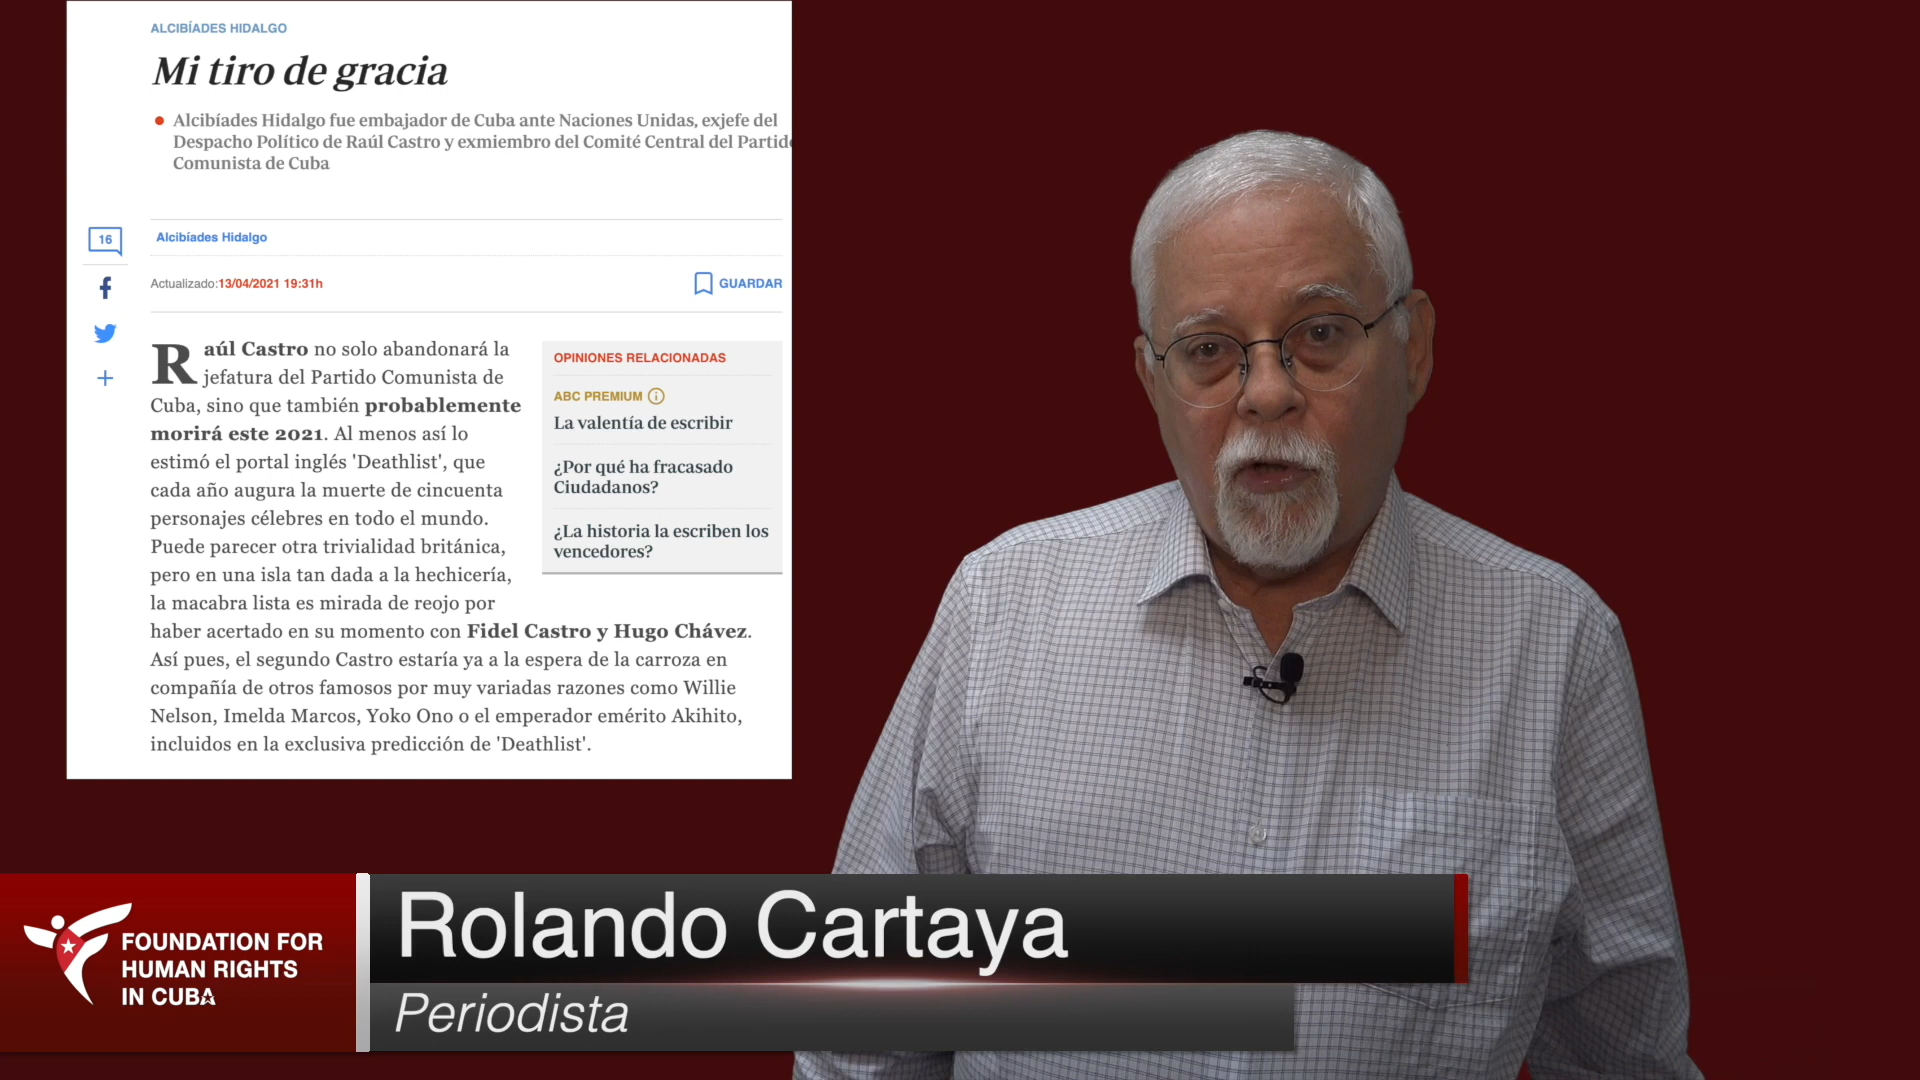 ALCIBÍADES HIDALGO
Mi tiro de gracia
Alcibíades Hidalgo fue embajador de Cuba ante Naciones Unidas, exjefe del
Despacho Político de Raúl Castro y exmiembro del Comité Central del Partido
Comunista de Cuba
16
Alcibíades Hidalgo
Actualizado:13/04/2021 19:31h
GUARDAR
Raúl Castro no solo abandonará la
jefatura del Partido Comunista de
Cuba, sino que también probablemente
morirá este 2021. Al menos así lo
estimó el portal inglés 'Deathlist', que
cada año augura la muerte de cincuenta
personajes célebres en todo el mundo.
Puede parecer otra trivialidad británica,
pero en una isla tan dada a la hechicería,
la macabra lista es mirada de reojo por
haber acertado en su momento con Fidel Castro y Hugo Chávez.
Así pues, el segundo Castro estaría ya a la espera de la carroza en
compañía de otros famosos por muy variadas razones como Willie
Nelson, Imelda Marcos, Yoko Ono o el emperador emérito Akihito,
incluidos en la exclusiva predicción de 'Deathlist'.
OPINIONES RELACIONADAS
ABC PREMIUM
La valentía de escribir
¿Por qué ha fracasado
Ciudadanos?
¿La historia la escriben los
vencedores?
FOUNDATION FOR
HUMAN RIGHTS
IN CUBA
Rolando Cartaya
Periodista